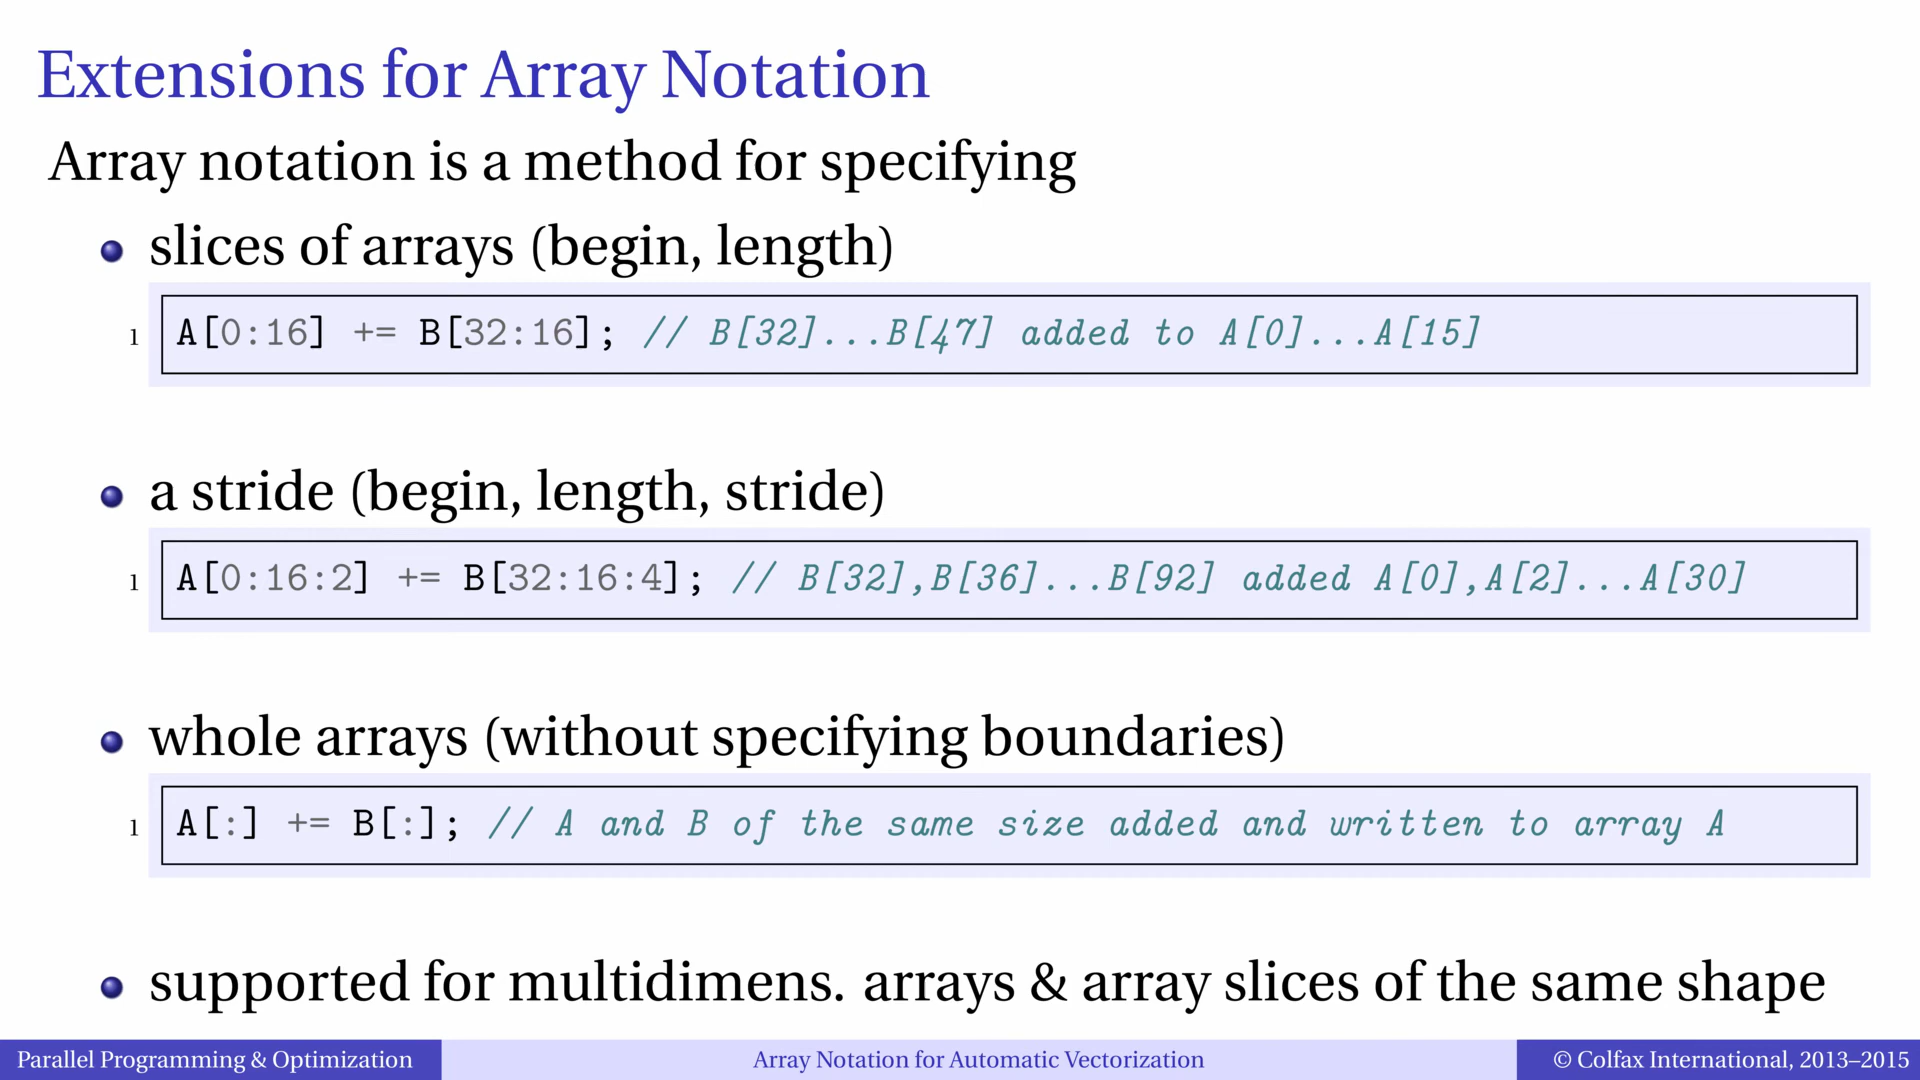 Extensions for Array Notation
Array notation is a method for specifying
slices of arrays (begin, length)
1 A[0:16] += B[32:16]; // B[32]...B[47] added to A[0]...A[15]
a stride (begin, length, stride)
1 A[0:16:2] += B[32:16:4]; // B[32],B[36]...B[92] added A[0],A[2]...A[30]
whole arrays (without specifying boundaries)
1 A[:] += B[:]; // A and B of the same size added and written to array A
supported for multidimens. arrays & array slices of the same shape
Parallel Programming & Optimization Array Notation for Automatic Vectorization © Colfax International, 2013–2015